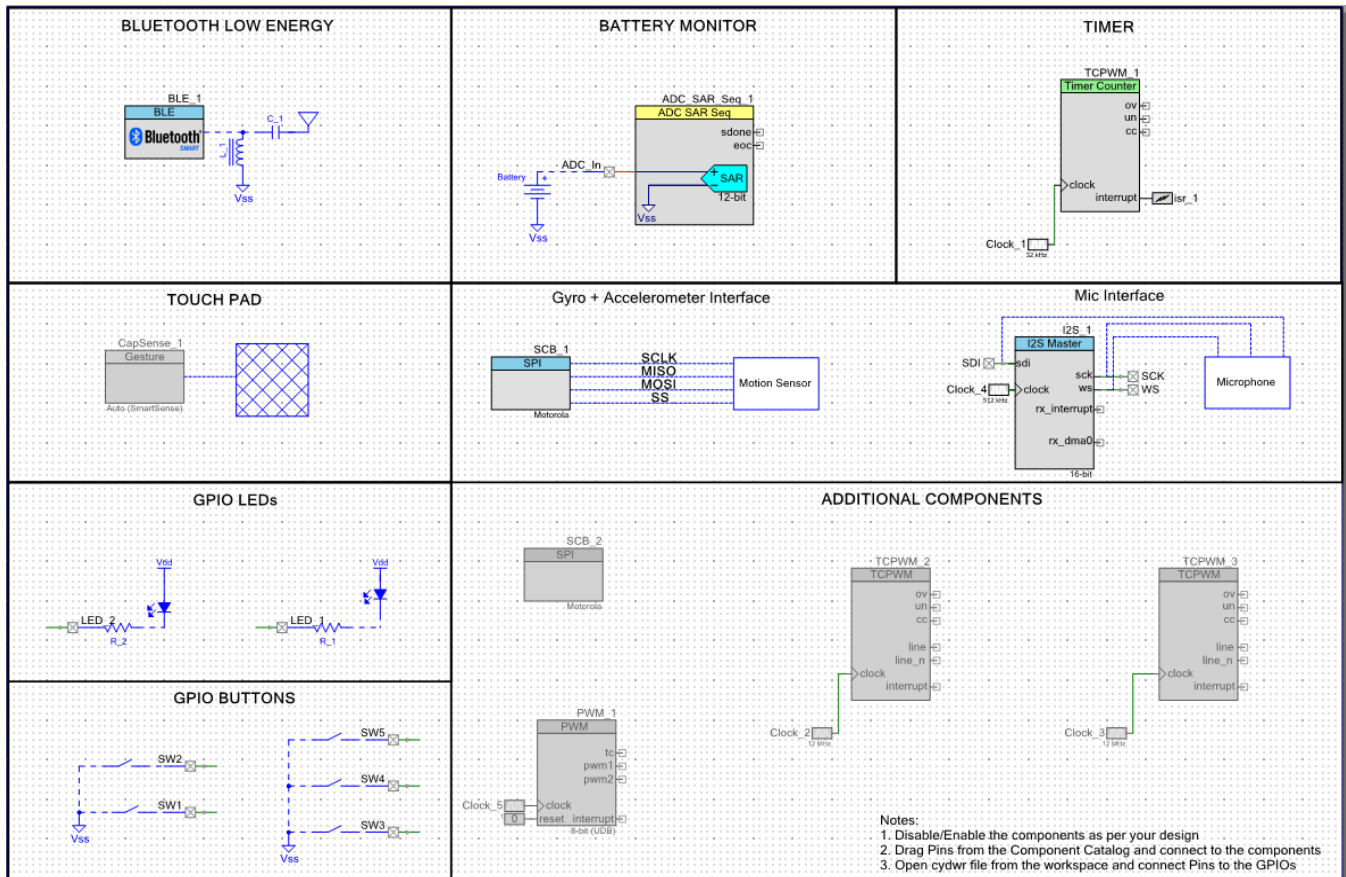 BLUETOOTH LOW ENERGY
BLE_1
BLE
Bluetooth
SMART
C_1
L_1
Vss
BATTERY MONITOR
ADC_SAR_Seq_1
ADC SAR Seq
sdone
eoc
ADC_In
Battery
+
+
SAR
−
12-bit
Vss
Vss
TIMER
TCPWM_1
Timer Counter
ov
un
cc
clock
interrupt
isr_1
Clock_1
32 kHz
TOUCH PAD
CapSense_1
Gesture
Auto (SmartSense)
Gyro + Accelerometer Interface
SCB_1
SPI
SCLK
MISO
MOSI
SS
Motorola
Motion Sensor
Mic Interface
I2S_1
I2S Master
SDI
sdi
sck
SCK
Clock_4
512 kHz
clock
ws
WS
rx_interrupt
rx_dma0
16-bit
Microphone
GPIO LEDs
Vdd
LED_2
R_2
Vdd
LED_1
R_1
GPIO BUTTONS
SW2
SW1
Vss
SW5
SW4
SW3
Vss
ADDITIONAL COMPONENTS
SCB_2
SPI
Motorola
TCPWM_2
TCPWM
ov
un
cc
line
line_n
clock
interrupt
Clock_2
12 MHz
TCPWM_3
TCPWM
ov
un
cc
line
line_n
clock
interrupt
Clock_3
12 MHz
PWM_1
PWM
tc
pwm1
pwm2
Clock_5
clock
0
reset
interrupt
8-bit (UDB)
Notes:
1. Disable/Enable the components as per your design
2. Drag Pins from the Component Catalog and connect to the components
3. Open cydwr file from the workspace and connect Pins to the GPIOs